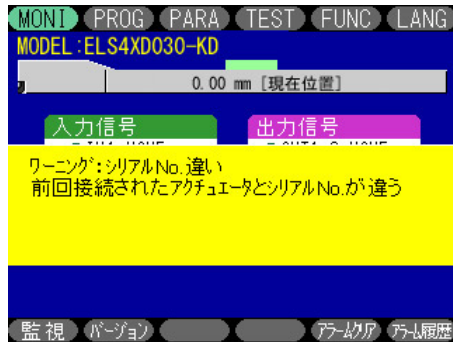 MONI PROG PARA TEST FUNC LANG
MODEL:ELS4XD030-KD
0.00 mm [現在位置]
入力信号 出力信号
ワーニング:シリアルNo.違い
前回接続されたアクチュエータとシリアルNo.が違う
監視 バージョン アラームクリア アラーム履歴